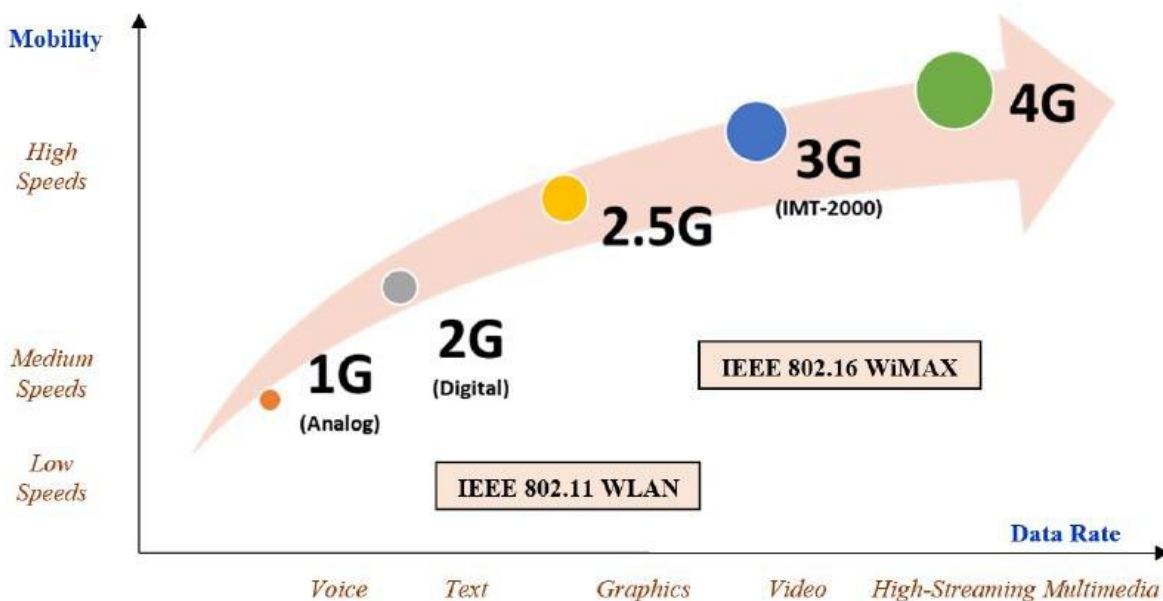 Mobility
4G
High
Speeds
3G
(IMT-2000)
2.5G
2G
(Digital)
Medium
Speeds
1G
(Analog)
IEEE 802.16 WiMAX
Low
Speeds
IEEE 802.11 WLAN
Data Rate
Voice Text Graphics Video High-Streaming Multimedia